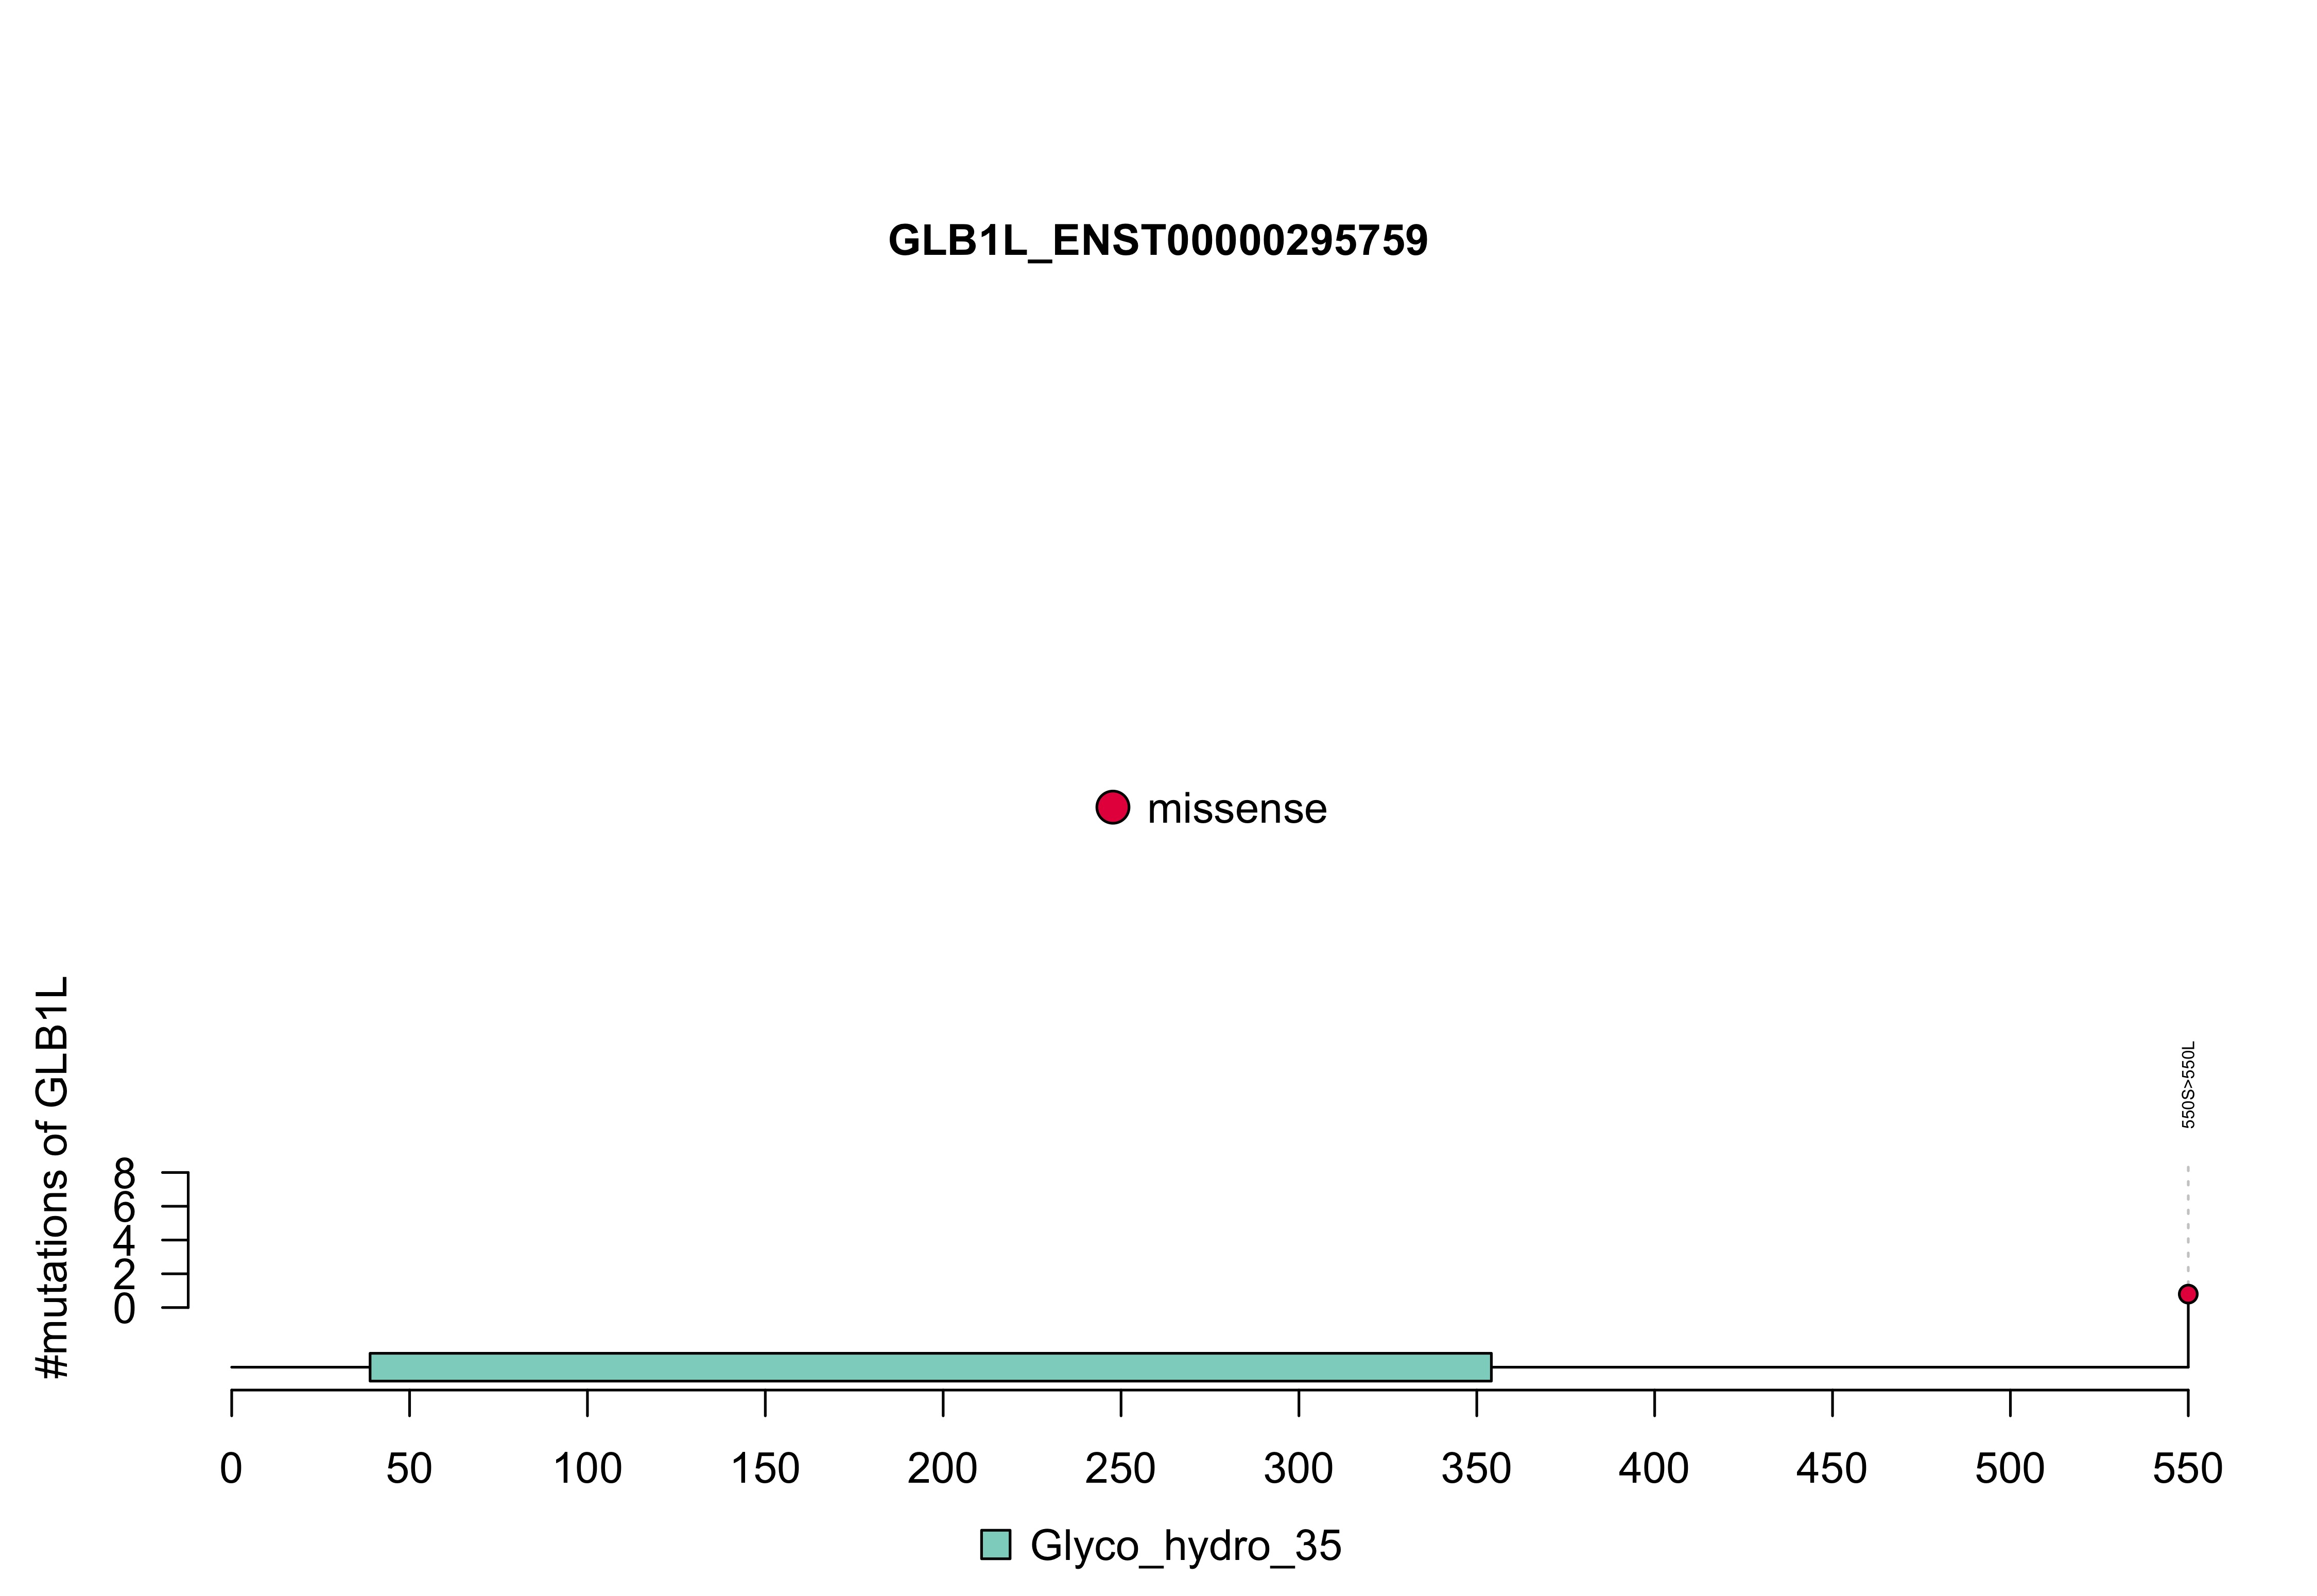 GLB1L_ENST00000295759
missense
#mutations of GLB1L
550S>550L
8
6
4
2
0
0 50 100 150 200 250 300 350 400 450 500 550
Glyco_hydro_35